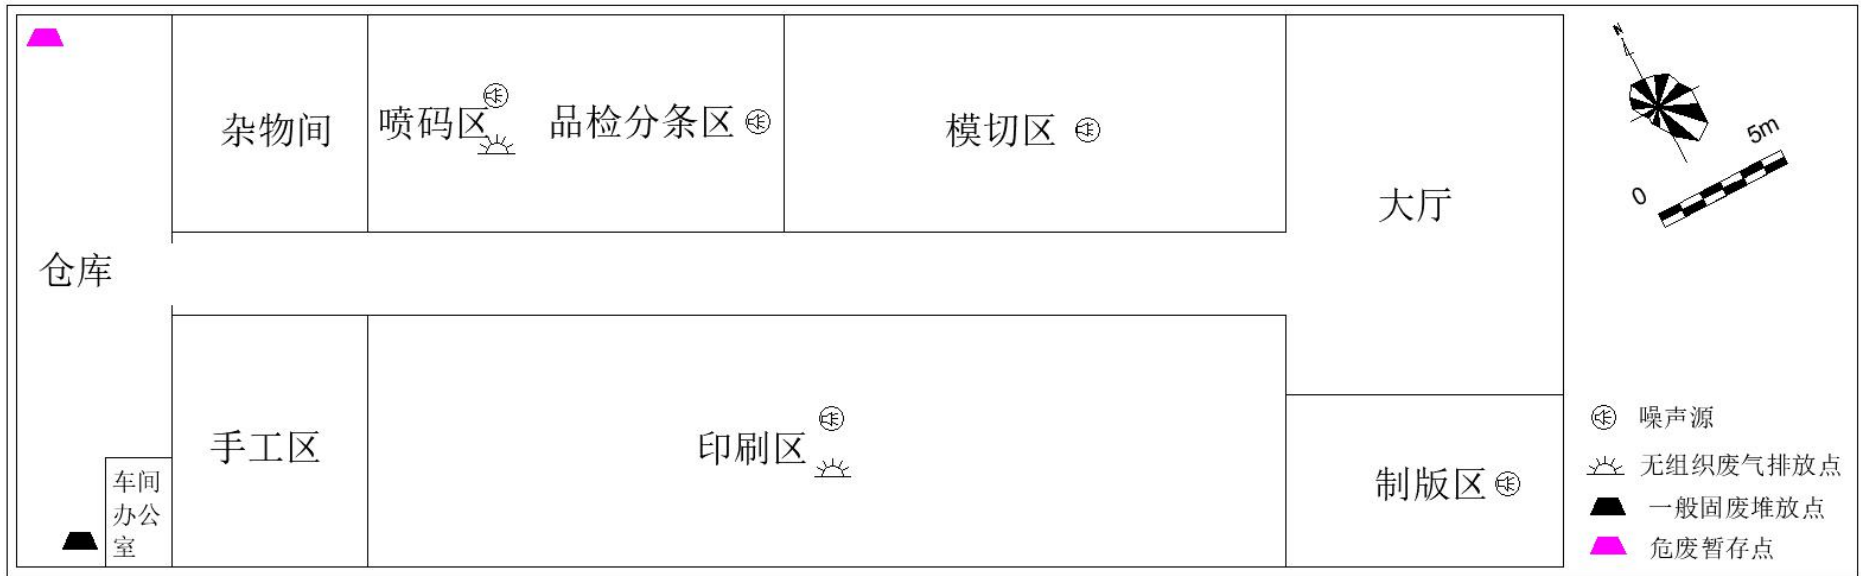 N
5m
0
杂物间
喷码区
品检分条区
模切区
大厅
仓库
手工区
印刷区
制版区
车间
办公
室
噪声源
无组织废气排放点
一般固废堆放点
危废暂存点